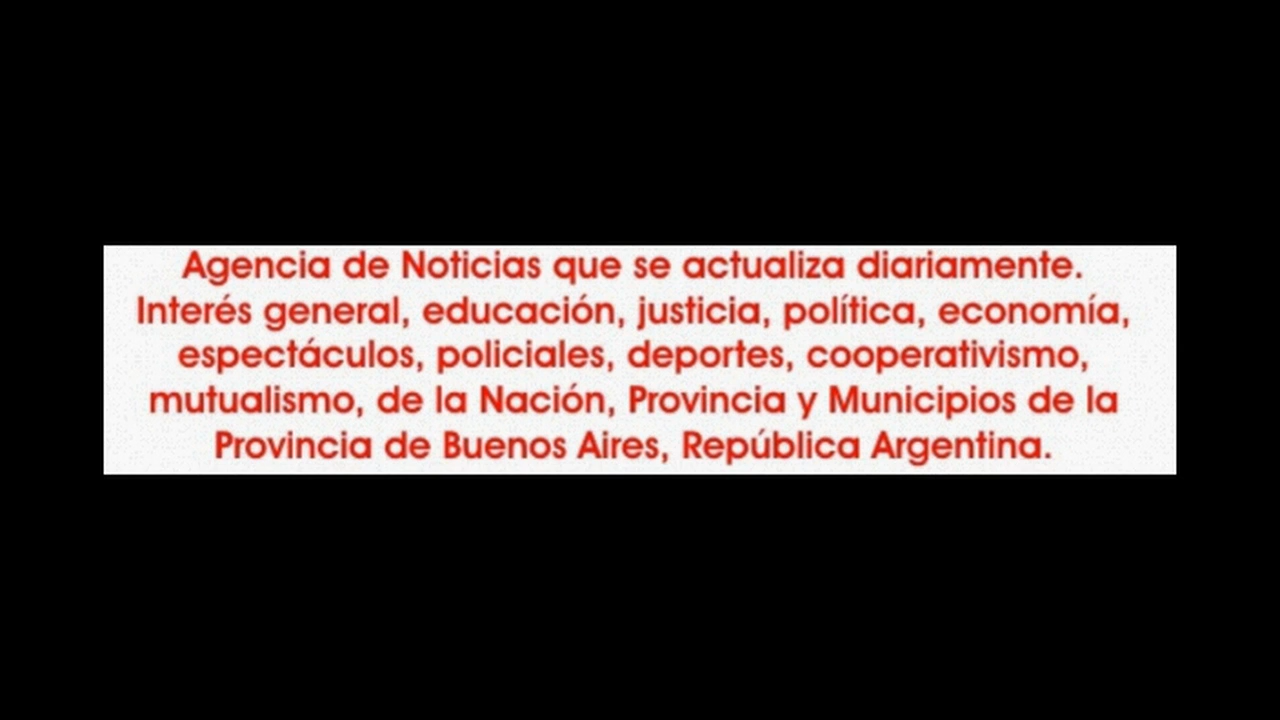 Agencia de Noticias que se actualiza diariamente.
Interés general, educación, justicia, política, economía,
espectáculos, policiales, deportes, cooperativismo,
mutualismo, de la Nación, Provincia y Municipios de la
Provincia de Buenos Aires, República Argentina.